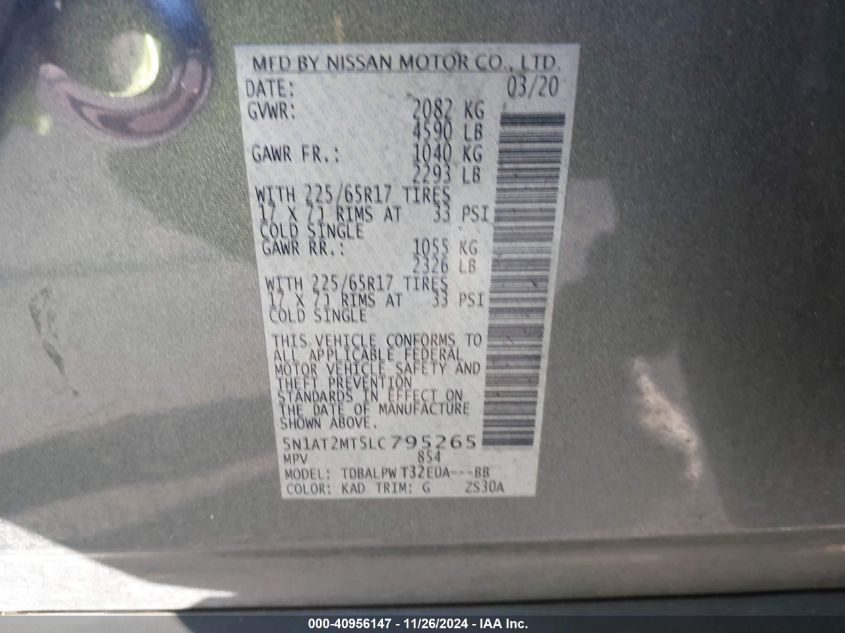 MFD BY NISSAN MOTOR CO., LTD.
DATE: 03/20
GVWR: 2082 KG
4590 LB
GAWR FR.: 1040 KG
2293 LB
WITH 225/65R17 TIRES
17 X 7J RIMS AT 33 PSI
COLD SINGLE
GAWR RR.: 1055 KG
2326 LB
WITH 225/65R17 TIRES
17 X 7J RIMS AT 33 PSI
COLD SINGLE
THIS VEHICLE CONFORMS TO
ALL APPLICABLE FEDERAL
MOTOR VEHICLE SAFETY AND
THEFT PREVENTION
STANDARDS IN EFFECT ON
THE DATE OF MANUFACTURE
SHOWN ABOVE.
5N1AT2MT5LC795265
MPV 854
MODEL: TDBALPW T32EUA---BB
COLOR: KAD TRIM: G ZS30A
000-40956147 - 11/26/2024 - IAA Inc.